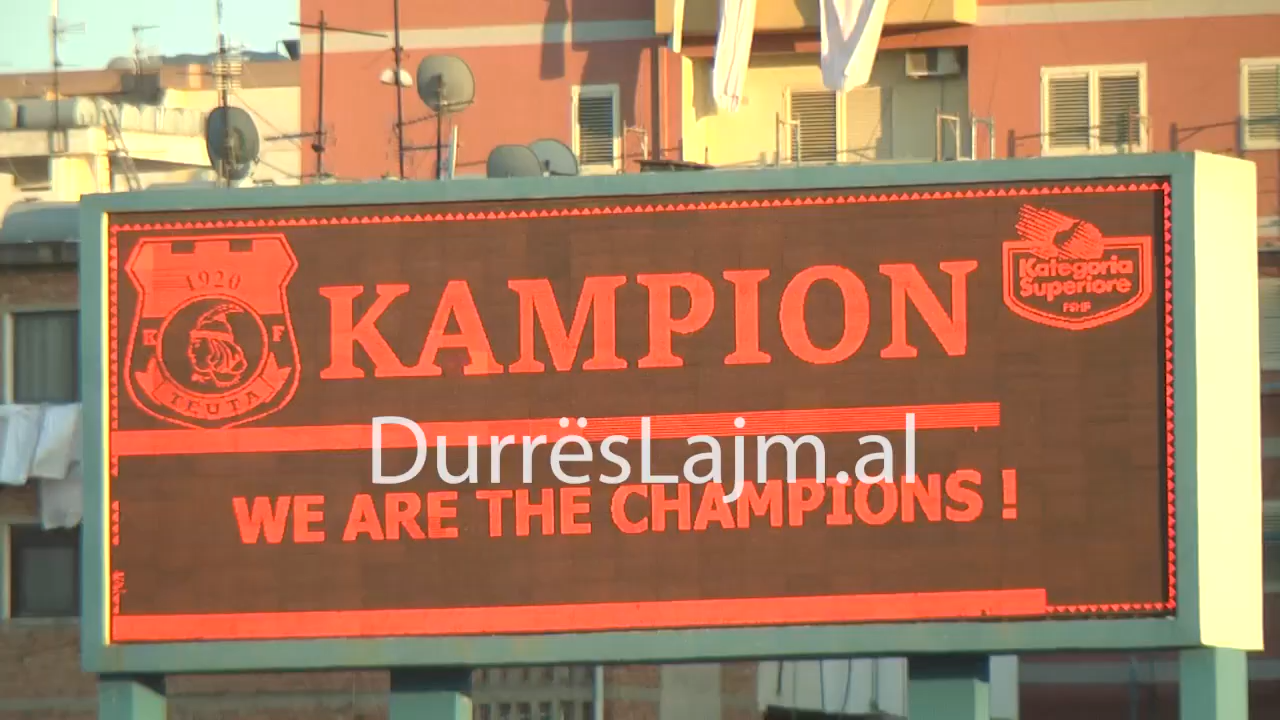 1920
K F
TEUTA
KAMPION
Kategoria
Superiore
FSHF
DurrësLajm.al
WE ARE THE CHAMPIONS !